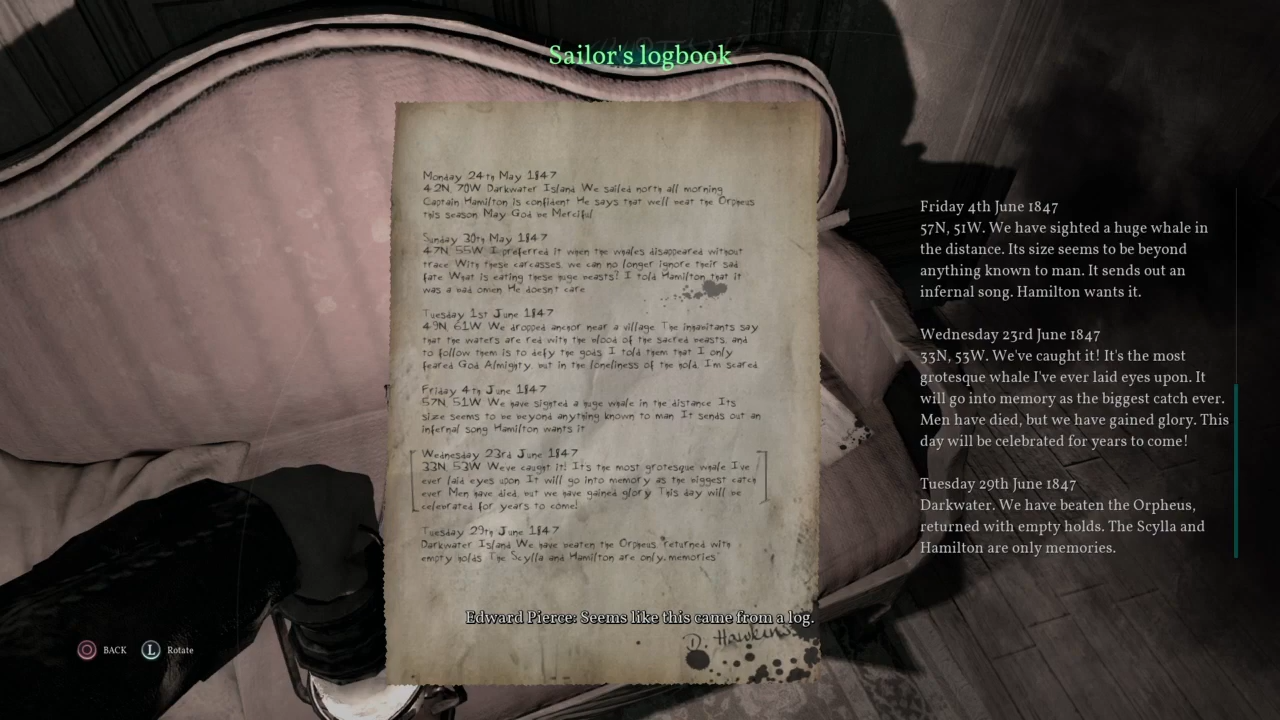 Sailor's logbook
Monday 24th May 1847
42N, 70W Darkwater Island We sailed north all morning
Captain Hamilton is confident He says that well beat the Orpheus
this season May God be Merciful
Sunday 30th May 1847
47N 55W I preferred it when the whales disappeared without
trace With these carcasses, we can no longer ignore their sad
fate What is eating these huge beasts? I told Hamilton that it
was a bad omen He doesnt care
Tuesday 1st June 1847
49N, 61W We dropped anchor near a village The inhabitants say
that the waters are red with the blood of the sacred beasts, and
to follow them is to defy the gods I told them that I only
feared God Almighty, but in the loneliness of the hold, Im scared
Friday 4th June 1847
57N, 51W We have sighted a huge whale in the distance Its
size seems to be beyond anything known to man It sends out an
infernal song Hamilton wants it
Wednesday 23rd June 1847
33N, 53W Weve caught it! Its the most grotesque whale Ive
ever laid eyes upon It will go into memory as the biggest catch
ever Men have died, but we have gained glory This day will be
celebrated for years to come!
Tuesday 29th June 1847
Darkwater Island We have beaten the Orpheus, returned with
empty holds The Scylla and Hamilton are only memories
D. Hawkins
Friday 4th June 1847
57N, 51W. We have sighted a huge whale in
the distance. Its size seems to be beyond
anything known to man. It sends out an
infernal song. Hamilton wants it.
Wednesday 23rd June 1847
33N, 53W. We've caught it! It's the most
grotesque whale I've ever laid eyes upon. It
will go into memory as the biggest catch ever.
Men have died, but we have gained glory. This
day will be celebrated for years to come!
Tuesday 29th June 1847
Darkwater. We have beaten the Orpheus,
returned with empty holds. The Scylla and
Hamilton are only memories.
Edward Pierce: Seems like this came from a log.
BACK L Rotate